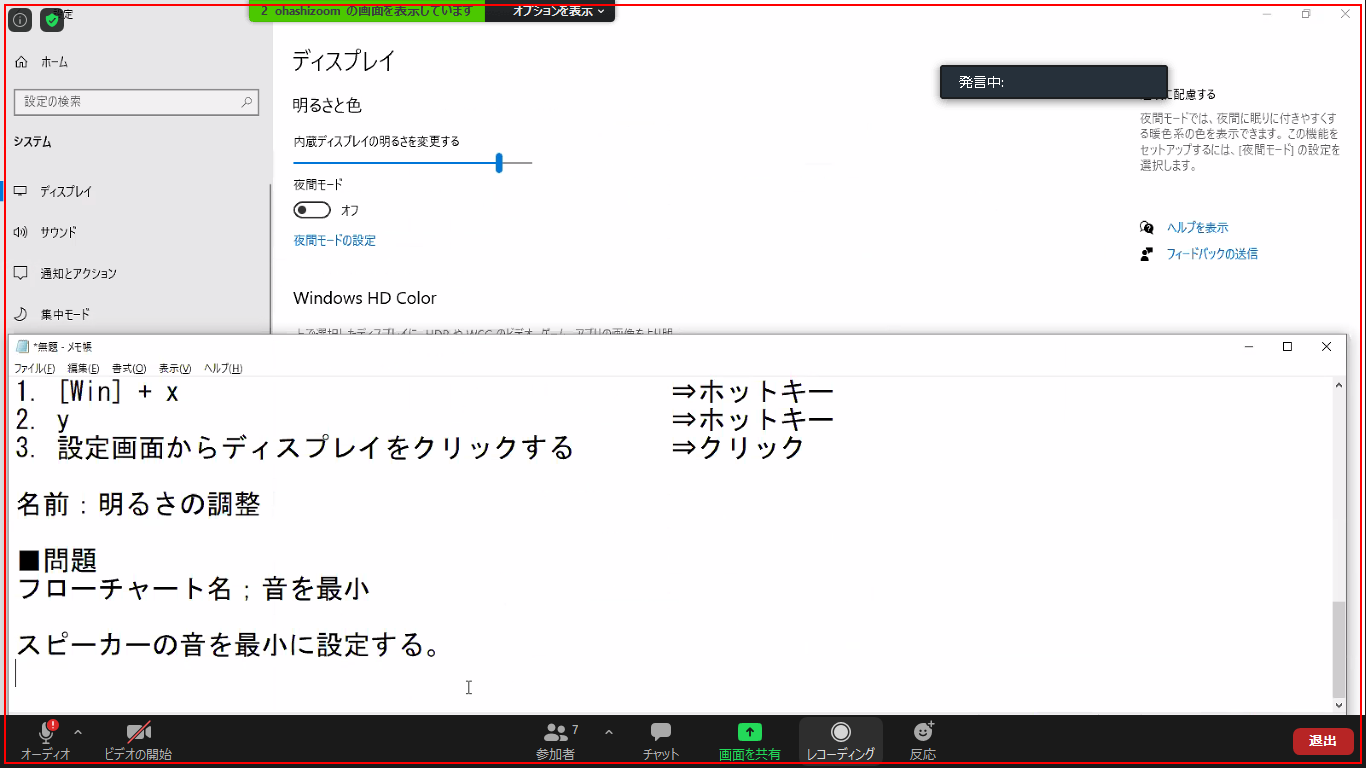 定
2 ohashizoom の画面を表示しています
オプションを表示
ホーム
設定の検索
システム
ディスプレイ
サウンド
通知とアクション
集中モード
ディスプレイ
明るさと色
内蔵ディスプレイの明るさを変更する
夜間モード
オフ
夜間モードの設定
Windows HD Color
発言中:
に配慮する
夜間モードでは、夜間に眠りに付きやすくす
る暖色系の色を表示できます。この機能を
セットアップするには、[夜間モード] の設定を
選択します。
ヘルプを表示
フィードバックの送信
*無題 - メモ帳
ファイル(F) 編集(E) 書式(O) 表示(V) ヘルプ(H)
1. [Win] + x ⇒ホットキー
2. y ⇒ホットキー
3. 設定画面からディスプレイをクリックする ⇒クリック
名前：明るさの調整
■問題
フローチャート名；音を最小
スピーカーの音を最小に設定する。
オーディオ
ビデオの開始
参加者
7
チャット
画面を共有
レコーディング
反応
退出